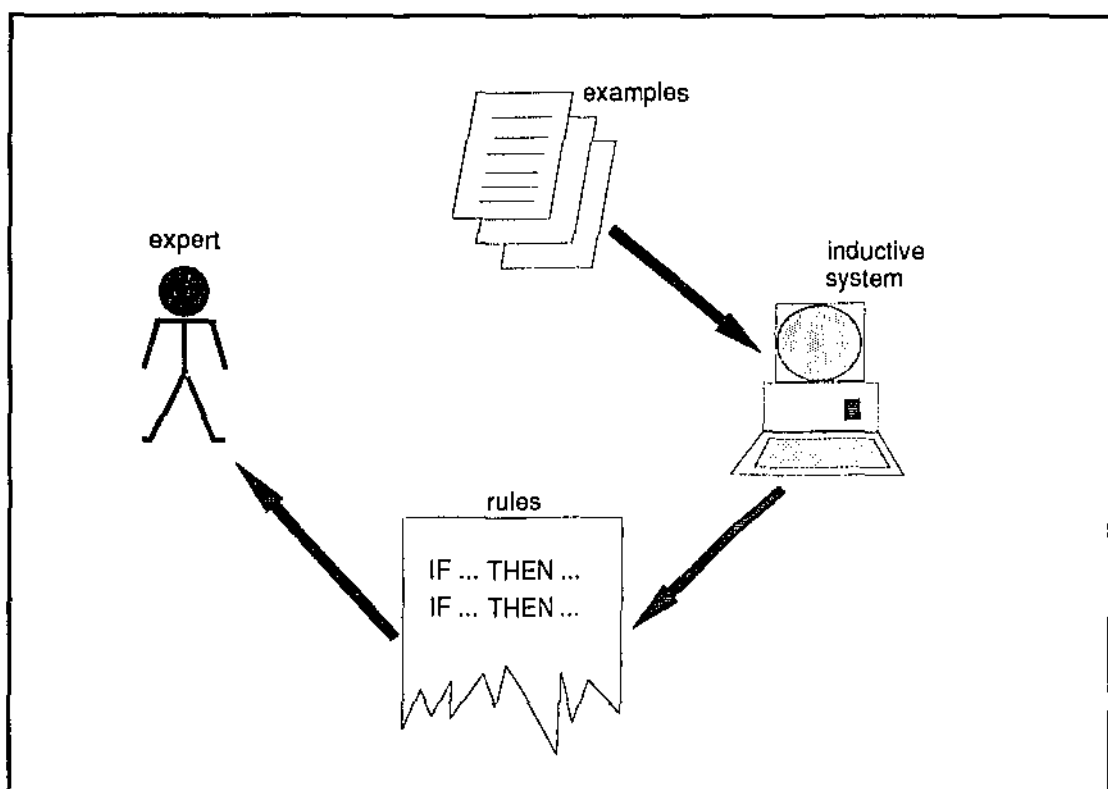 examples
expert
inductive
system
rules
IF ... THEN ...
IF ... THEN ...